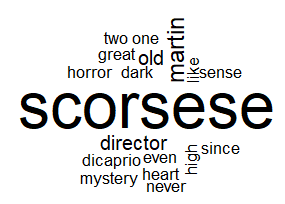 two one
great old martin
horror dark like sense
scorsese
director
dicaprio even high since
mystery heart
never